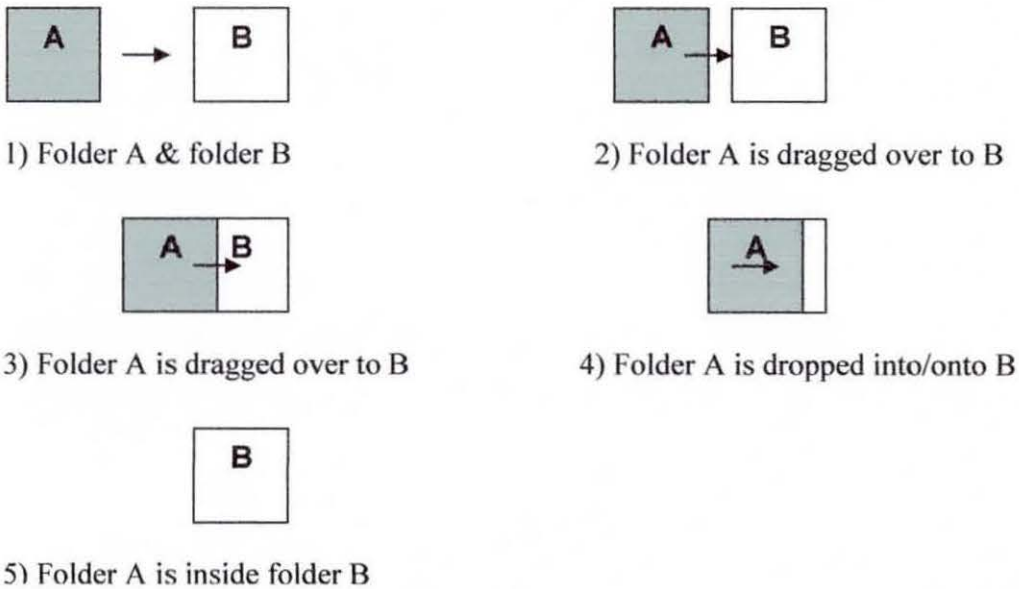 A B
A B
1) Folder A & folder B
2) Folder A is dragged over to B
A B
A
3) Folder A is dragged over to B
4) Folder A is dropped into/onto B
B
5) Folder A is inside folder B